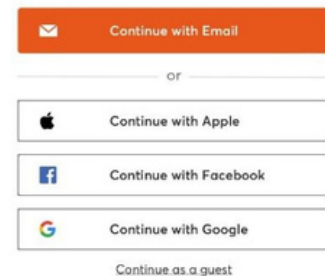 Continue with Email
or
Continue with Apple
Continue with Facebook
Continue with Google
Continue as a guest